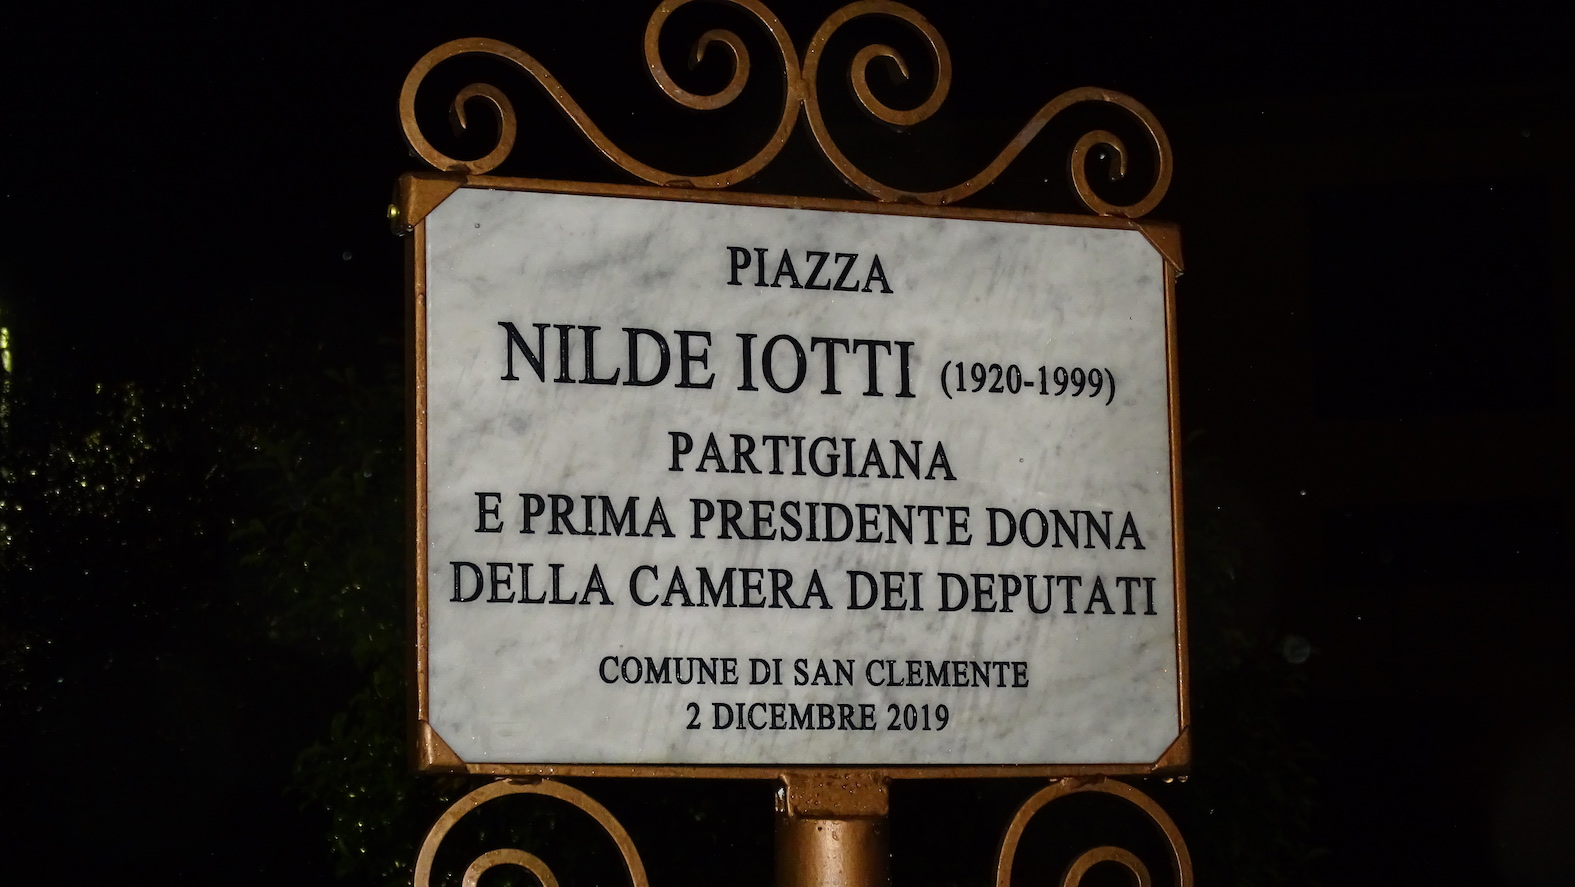 PIAZZA
NILDE IOTTI (1920-1999)
PARTIGIANA
E PRIMA PRESIDENTE DONNA
DELLA CAMERA DEI DEPUTATI
COMUNE DI SAN CLEMENTE
2 DICEMBRE 2019